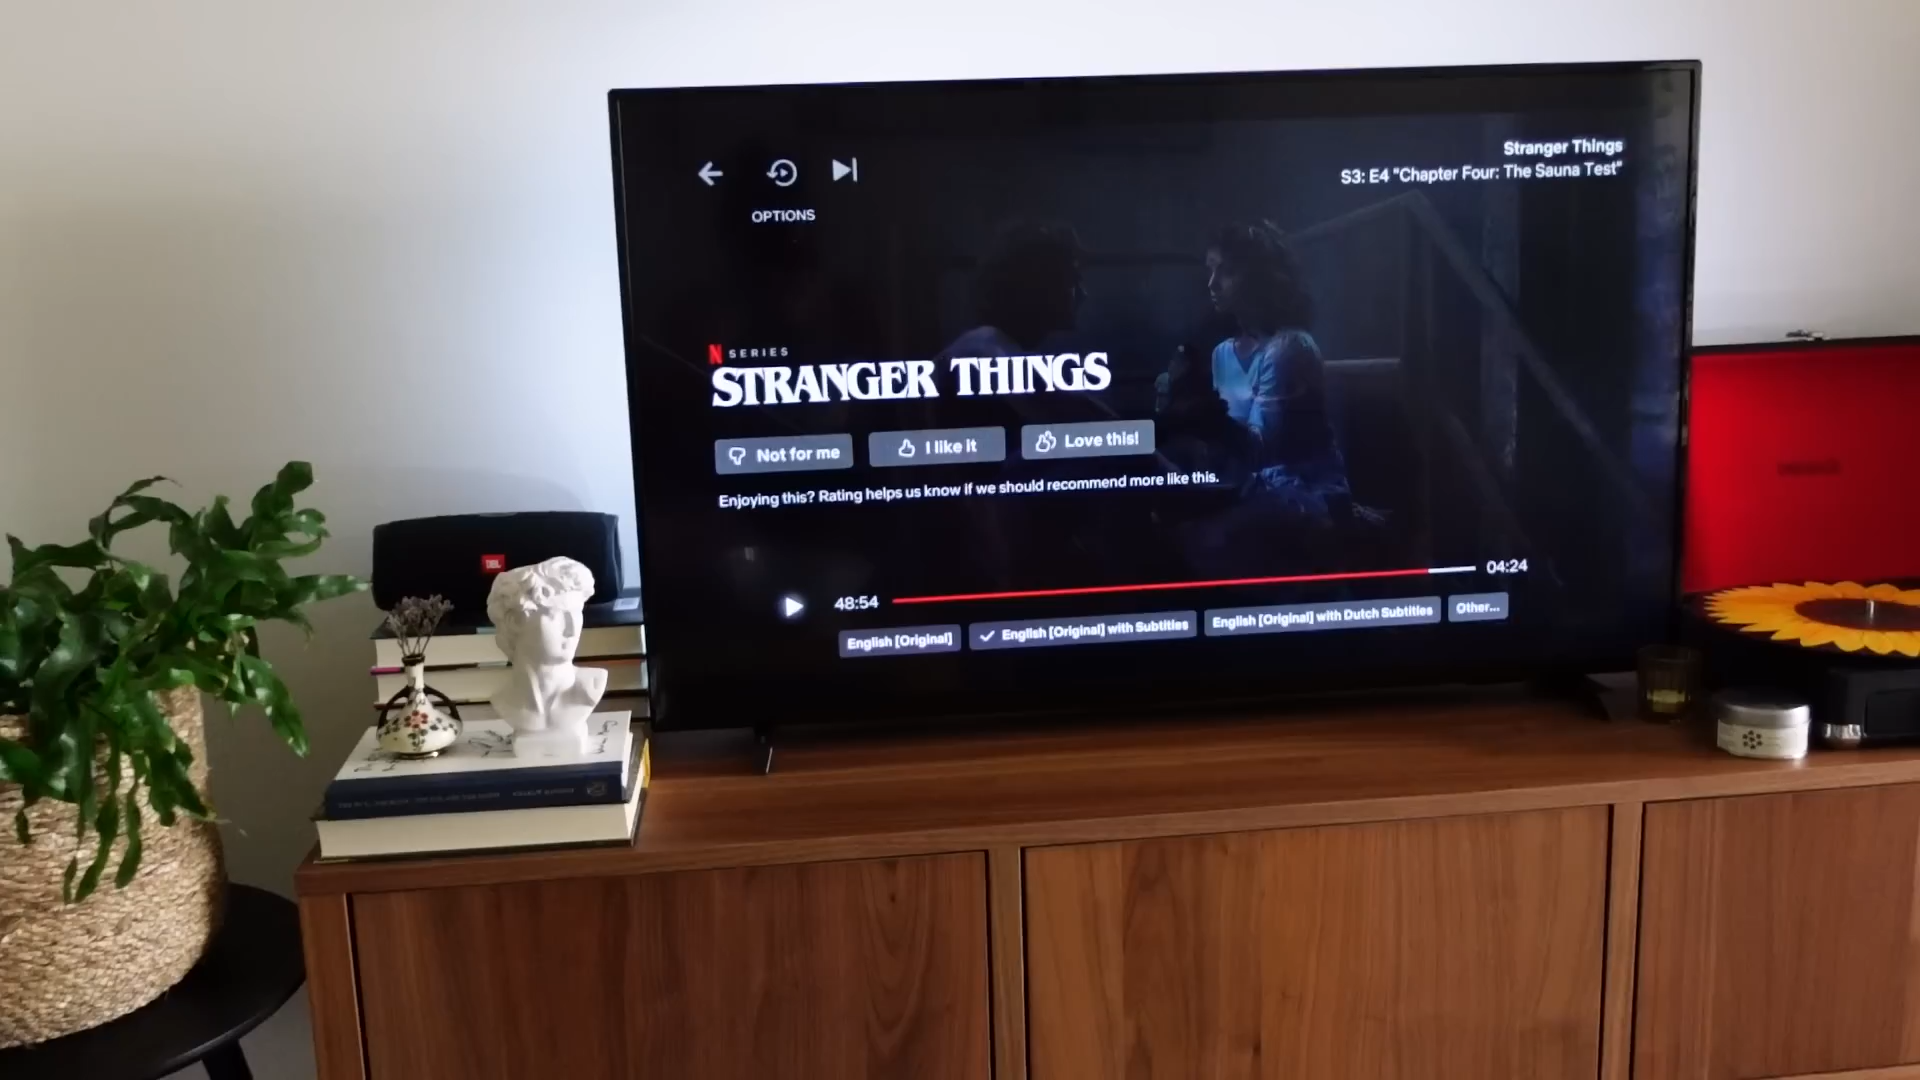 Stranger Things
S3: E4 "Chapter Four: The Sauna Test"
OPTIONS
N SERIES
STRANGER THINGS
Not for me
I like it
Love this!
Enjoying this? Rating helps us know if we should recommend more like this.
48:54
04:24
English [Original]
English [Original] with Subtitles
English [Original] with Dutch Subtitles
Other...
JBL